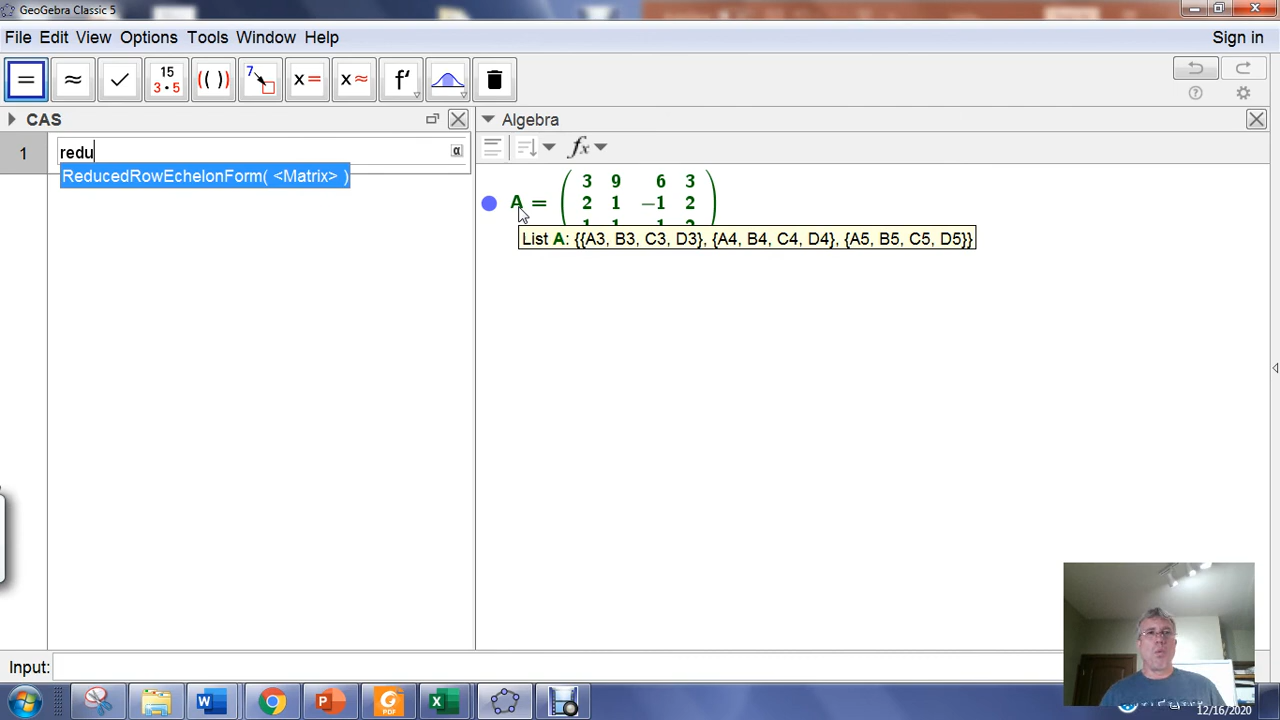 GeoGebra Classic 5
File Edit View Options Tools Window Help
Sign in
= ≈ ✓ 15 3·5 (( )) 7 x= x≈ f'
CAS
Algebra
fx
1 redu α
ReducedRowEchelonForm( <Matrix> )
3 9 6 3
A = 2 1 −1 2
List A: {{A3, B3, C3, D3}, {A4, B4, C4, D4}, {A5, B5, C5, D5}}
Input:
12/16/2020